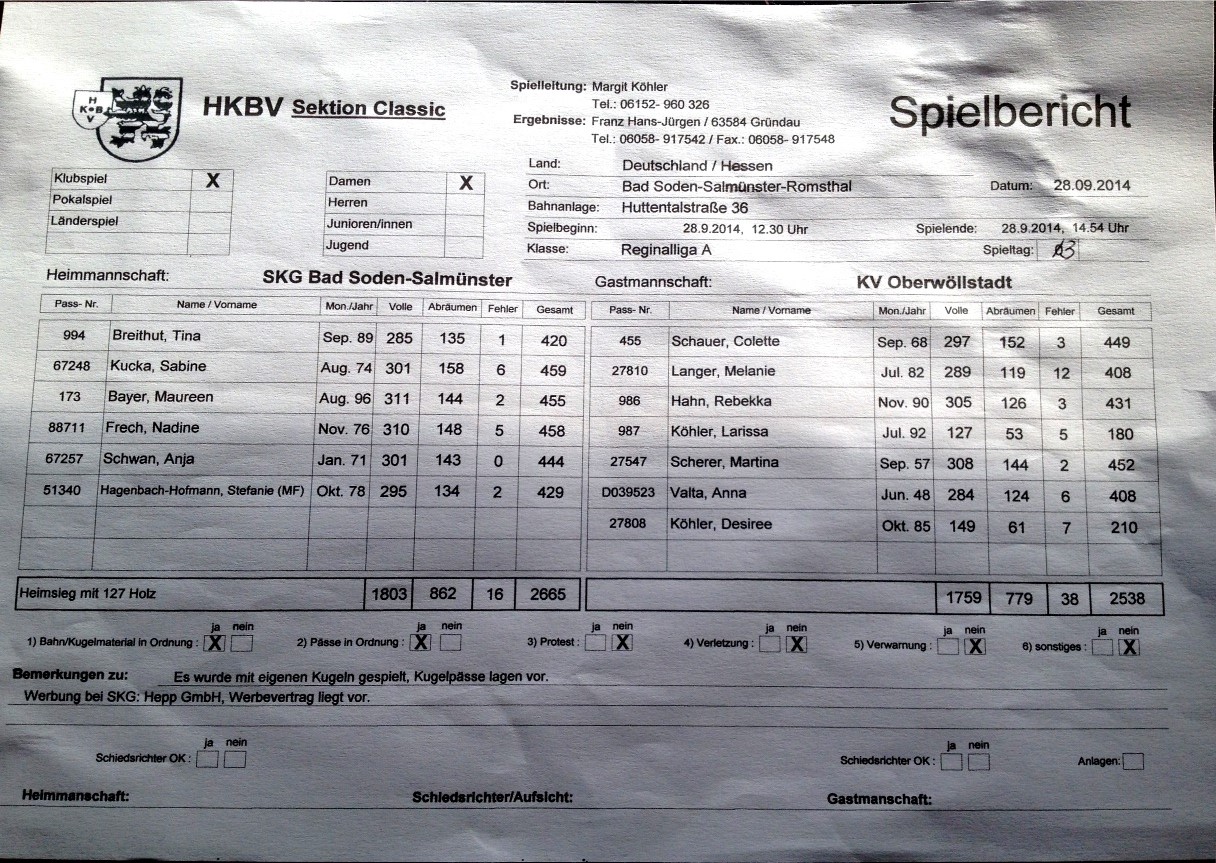 H
K B
V
HKBV Sektion Classic
Spielleitung: Margit Köhler
Tel.: 06152- 960 326
Ergebnisse: Franz Hans-Jürgen / 63584 Gründau
Tel.: 06058- 917542 / Fax.: 06058- 917548
Spielbericht
Klubspiel X
Pokalspiel
Länderspiel
Damen X
Herren
Junioren/innen
Jugend
Land: Deutschland / Hessen
Ort: Bad Soden-Salmünster-Romsthal Datum: 28.09.2014
Bahnanlage: Huttentalstraße 36
Spielbeginn: 28.9.2014, 12.30 Uhr Spielende: 28.9.2014, 14.54 Uhr
Klasse: Reginalliga A Spieltag: 3
Heimmannschaft: SKG Bad Soden-Salmünster Gastmannschaft: KV Oberwöllstadt
Pass- Nr. Name / Vorname Mon./Jahr Volle Abräumen Fehler Gesamt Pass- Nr. Name / Vorname Mon./Jahr Volle Abräumen Fehler Gesamt
994 Breithut, Tina Sep. 89 285 135 1 420 455 Schauer, Colette Sep. 68 297 152 3 449
67248 Kucka, Sabine Aug. 74 301 158 6 459 27810 Langer, Melanie Jul. 82 289 119 12 408
173 Bayer, Maureen Aug. 96 311 144 2 455 986 Hahn, Rebekka Nov. 90 305 126 3 431
88711 Frech, Nadine Nov. 76 310 148 5 458 987 Köhler, Larissa Jul. 92 127 53 5 180
67257 Schwan, Anja Jan. 71 301 143 0 444 27547 Scherer, Martina Sep. 57 308 144 2 452
51340 Hagenbach-Hofmann, Stefanie (MF) Okt. 78 295 134 2 429 D039523 Valta, Anna Jun. 48 284 124 6 408
27808 Köhler, Desiree Okt. 85 149 61 7 210
Heimsieg mit 127 Holz 1803 862 16 2665 1759 779 38 2538
ja nein ja nein ja nein ja nein ja nein ja nein
1) Bahn/Kugelmaterial in Ordnung : X 2) Pässe in Ordnung : X 3) Protest : X 4) Verletzung : X 5) Verwarnung : X 6) sonstiges : X
Bemerkungen zu: Es wurde mit eigenen Kugeln gespielt, Kugelpässe lagen vor.
Werbung bei SKG: Hepp GmbH, Werbevertrag liegt vor.
ja nein ja nein
Schiedsrichter OK : Schiedsrichter OK : Anlagen:
Heimmanschaft: Schiedsrichter/Aufsicht: Gastmanschaft: